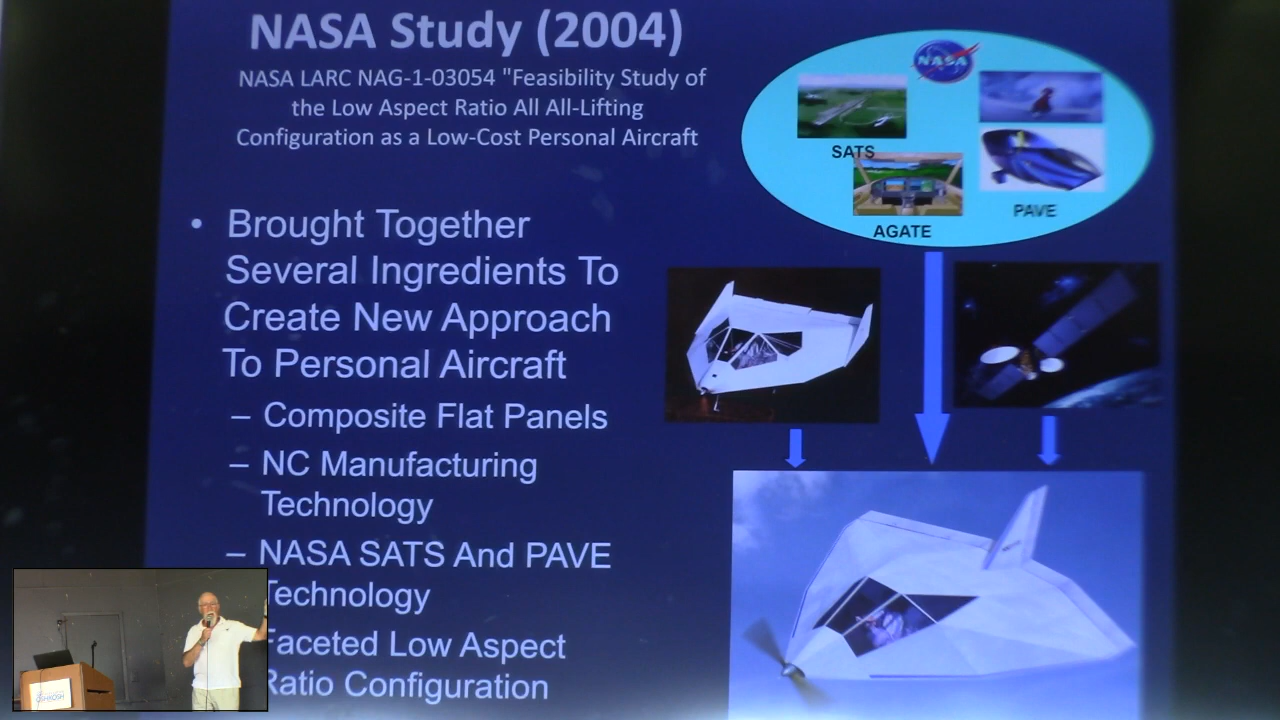 NASA Study (2004)
NASA LARC NAG-1-03054 "Feasibility Study of
the Low Aspect Ratio All All-Lifting
Configuration as a Low-Cost Personal Aircraft
NASA
SATS
AGATE
PAVE
• Brought Together
Several Ingredients To
Create New Approach
To Personal Aircraft
– Composite Flat Panels
– NC Manufacturing
Technology
– NASA SATS And PAVE
Technology
Faceted Low Aspect
Ratio Configuration
OSHKOSH